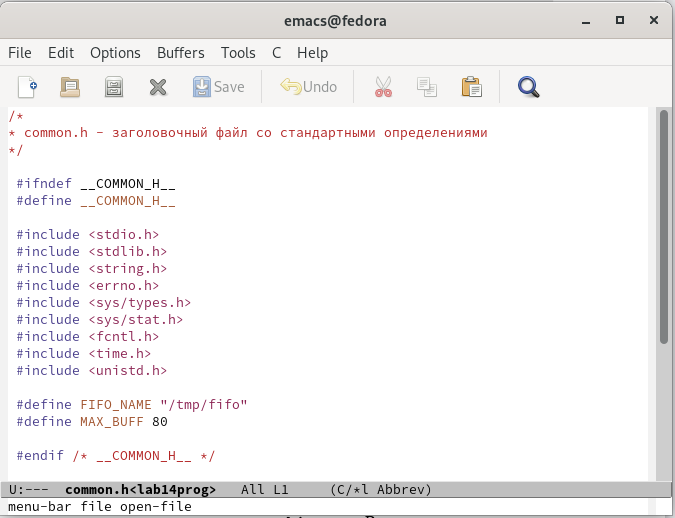 emacs@fedora
File Edit Options Buffers Tools C Help
Save Undo
/*
* common.h - заголовочный файл со стандартными определениями
*/
#ifndef __COMMON_H__
#define __COMMON_H__
#include <stdio.h>
#include <stdlib.h>
#include <string.h>
#include <errno.h>
#include <sys/types.h>
#include <sys/stat.h>
#include <fcntl.h>
#include <time.h>
#include <unistd.h>
#define FIFO_NAME "/tmp/fifo"
#define MAX_BUFF 80
#endif /* __COMMON_H__ */
U:--- common.h<lab14prog> All L1 (C/*l Abbrev)
menu-bar file open-file